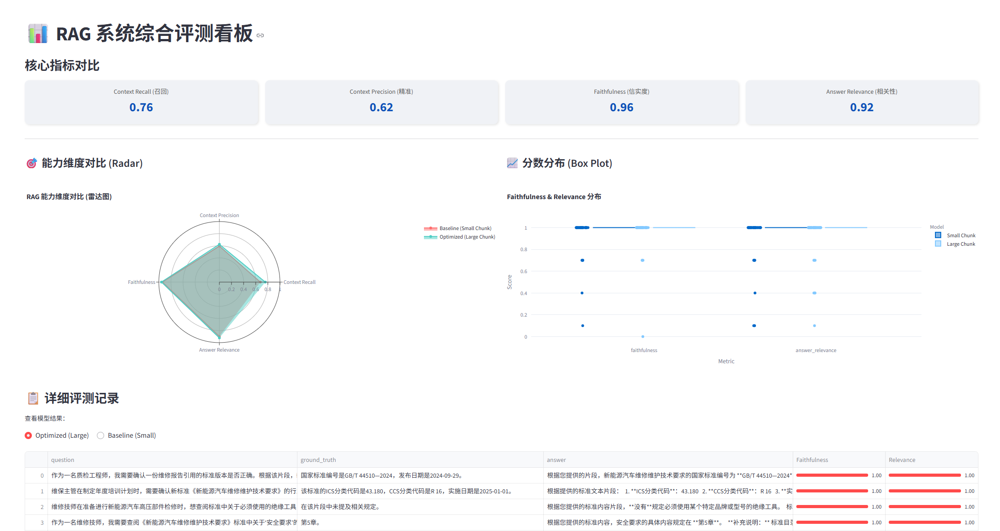 RAG 系统综合评测看板
核心指标对比
Context Recall (召回)
0.76
Context Precision (精准)
0.62
Faithfulness (信实度)
0.96
Answer Relevance (相关性)
0.92
能力维度对比 (Radar)
RAG 能力维度对比 (雷达图)
Context Precision
Faithfulness
Context Recall
0 0.2 0.4 0.6 0.8 1
Answer Relevance
Baseline (Small Chunk)
Optimized (Large Chunk)
分数分布 (Box Plot)
Faithfulness & Relevance 分布
1
0.8
0.6
0.4
0.2
0
Score
faithfulness answer_relevance
Metric
Model
Small Chunk
Large Chunk
详细评测记录
查看模型结果：
Optimized (Large) Baseline (Small)
question ground_truth answer Faithfulness Relevance
0 作为一名质检工程师，我需要确认一份维修报告引用的标准版本是否正确。根据该片段， 国家标准编号是GB/T 44510—2024，发布日期是2024-09-29。 根据您提供的片段，新能源汽车维修维护技术要求的国家标准编号为 **GB/T 44510—2024* 1.00 1.00
1 维保主管在制定年度培训计划时，需要确认新标准《新能源汽车维修维护技术要求》的行 该标准的ICS分类代码是43.180，CCS分类代码是R 16，实施日期是2025-01-01。 根据提供的标准文本片段： 1. **ICS分类代码**：43.180 2. **CCS分类代码**：R 16 3. **实 1.00 1.00
2 维修技师在准备进行新能源汽车高压部件检修时，想查阅标准中关于必须使用的绝缘工具 在该片段中未提及相关规定。 根据您提供的标准内容片段，**没有**规定必须使用某个特定品牌或型号的绝缘工具。 标 1.00 1.00
3 作为一名维修技师，我需要查阅《新能源汽车维修维护技术要求》标准中关于‘安全要求’的 第5章。 根据您提供的标准内容，安全要求的具体内容规定在 **第5章**。 **补充说明：** 标准目录 1.00 1.00